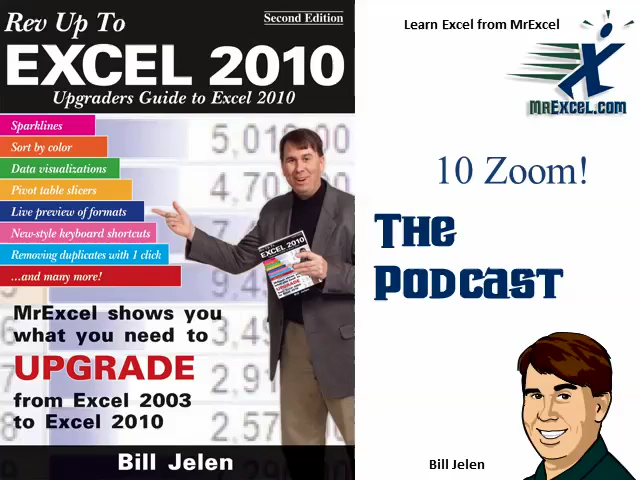 Rev Up To
Second Edition
EXCEL 2010
Upgraders Guide to Excel 2010
Sparklines
Sort by color
Data visualizations
Pivot table slicers
Live preview of formats
New-style keyboard shortcuts
Removing duplicates with 1 click
...and many more!
EXCEL 2010
UPGRADE
MrExcel shows you
what you need to
UPGRADE
from Excel 2003
to Excel 2010
Bill Jelen
Learn Excel from MrExcel
MrExcel.com
10 Zoom!
The
Podcast
Bill Jelen